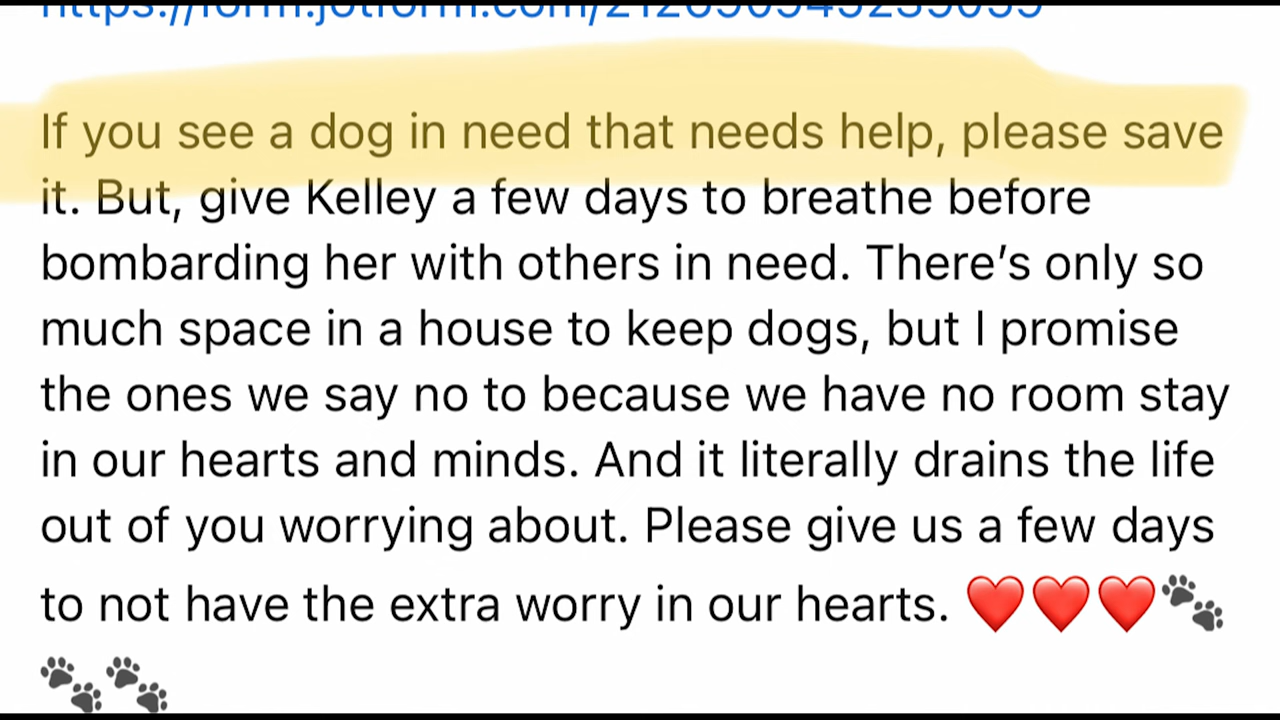 If you see a dog in need that needs help, please save
it. But, give Kelley a few days to breathe before
bombarding her with others in need. There’s only so
much space in a house to keep dogs, but I promise
the ones we say no to because we have no room stay
in our hearts and minds. And it literally drains the life
out of you worrying about. Please give us a few days
to not have the extra worry in our hearts. ❤️❤️❤️🐾
🐾🐾